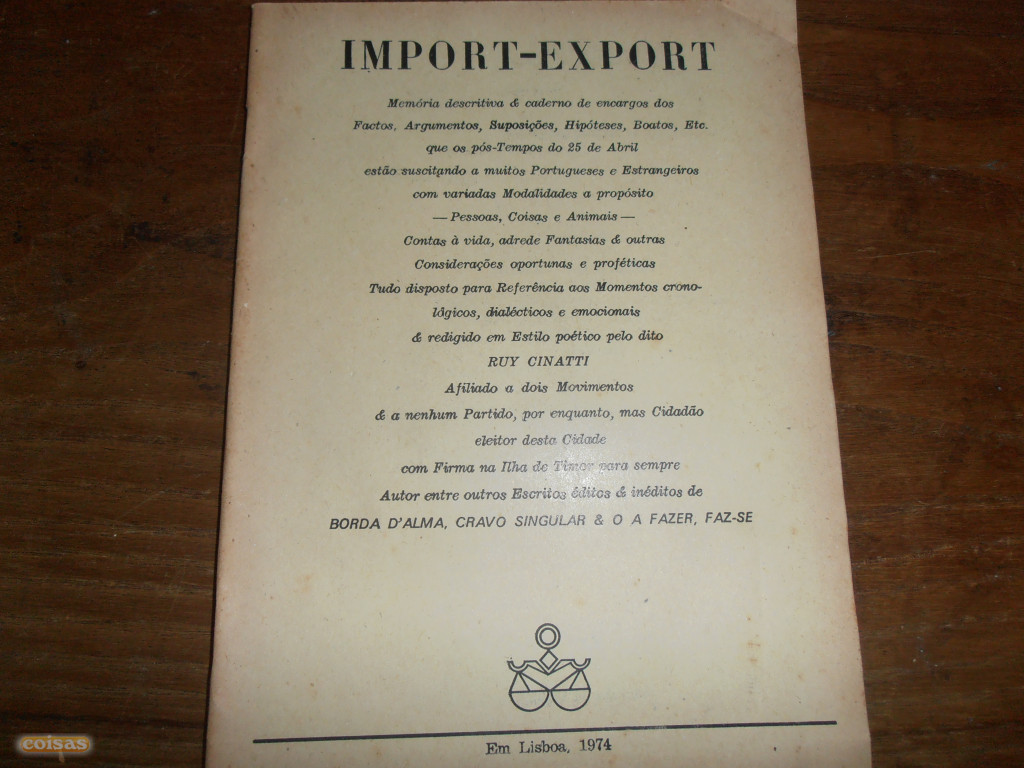 IMPORT-EXPORT
Memória descritiva & caderno de encargos dos
Factos, Argumentos, Suposições, Hipóteses, Boatos, Etc.
que os pós-Tempos do 25 de Abril
estão suscitando a muitos Portugueses e Estrangeiros
com variadas Modalidades a propósito
— Pessoas, Coisas e Animais —
Contas à vida, adrede Fantasias & outras
Considerações oportunas e proféticas
Tudo disposto para Referência aos Momentos crono-
lógicos, dialécticos e emocionais
& redigido em Estilo poético pelo dito
RUY CINATTI
Afiliado a dois Movimentos
& a nenhum Partido, por enquanto, mas Cidadão
eleitor desta Cidade
com Firma na Ilha de Timor para sempre
Autor entre outros Escritos éditos & inéditos de
BORDA D'ALMA, CRAVO SINGULAR & O A FAZER, FAZ-SE
Em Lisboa, 1974
coisas